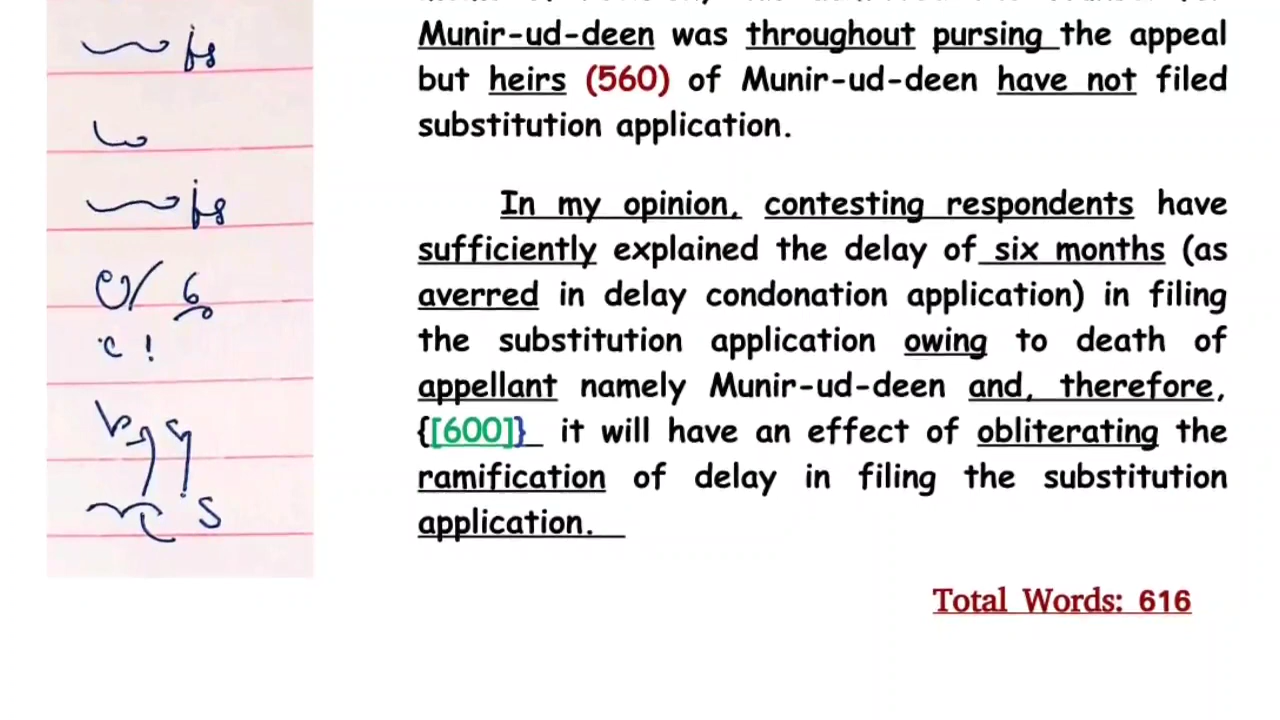 Munir-ud-deen was throughout pursing the appeal
but heirs (560) of Munir-ud-deen have not filed
substitution application.
In my opinion, contesting respondents have
sufficiently explained the delay of six months (as
averred in delay condonation application) in filing
the substitution application owing to death of
appellant namely Munir-ud-deen and, therefore,
{[600]} it will have an effect of obliterating the
ramification of delay in filing the substitution
application.
Total Words: 616